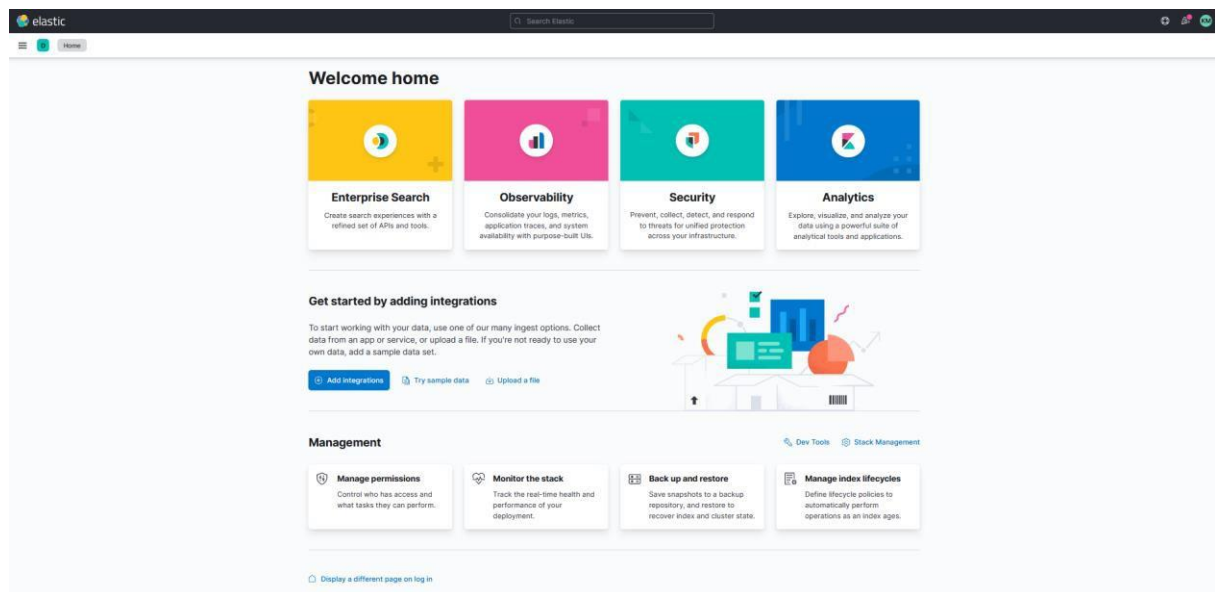 elastic
Search Elastic
D
Home
Welcome home
Enterprise Search
Create search experiences with a
refined set of APIs and tools.
Observability
Consolidate your logs, metrics,
application traces, and system
availability with purpose-built UIs.
Security
Prevent, collect, detect, and respond
to threats for unified protection
across your infrastructure.
Analytics
Explore, visualize, and analyze your
data using a powerful suite of
analytical tools and applications.
Get started by adding integrations
To start working with your data, use one of our many ingest options. Collect
data from an app or service, or upload a file. If you're not ready to use your
own data, add a sample data set.
Add integrations
Try sample data
Upload a file
Management
Dev Tools
Stack Management
Manage permissions
Control who has access and
what tasks they can perform.
Monitor the stack
Track the real-time health and
performance of your
deployment.
Back up and restore
Save snapshots to a backup
repository, and restore to
recover index and cluster state.
Manage index lifecycles
Define lifecycle policies to
automatically perform
operations as an index ages.
Display a different page on log in